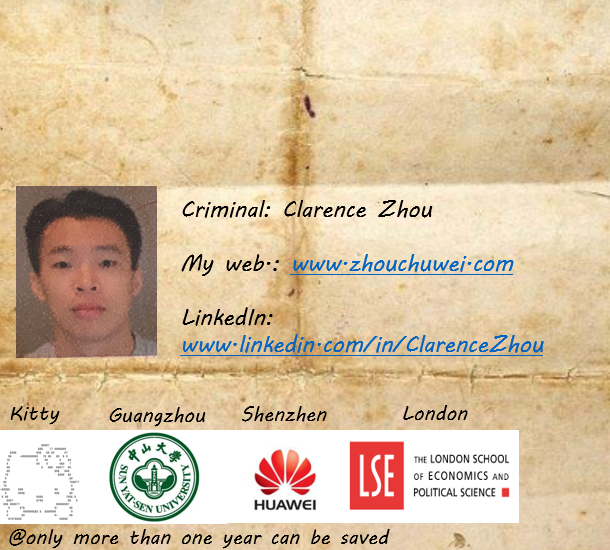 Criminal: Clarence Zhou
My web.: www.zhouchuwei.com
LinkedIn:
www.linkedin.com/in/ClarenceZhou
Kitty Guangzhou Shenzhen London
中山大学
SUN YAT-SEN UNIVERSITY
HUAWEI
LSE
THE LONDON SCHOOL
OF ECONOMICS AND
POLITICAL SCIENCE
@only more than one year can be saved